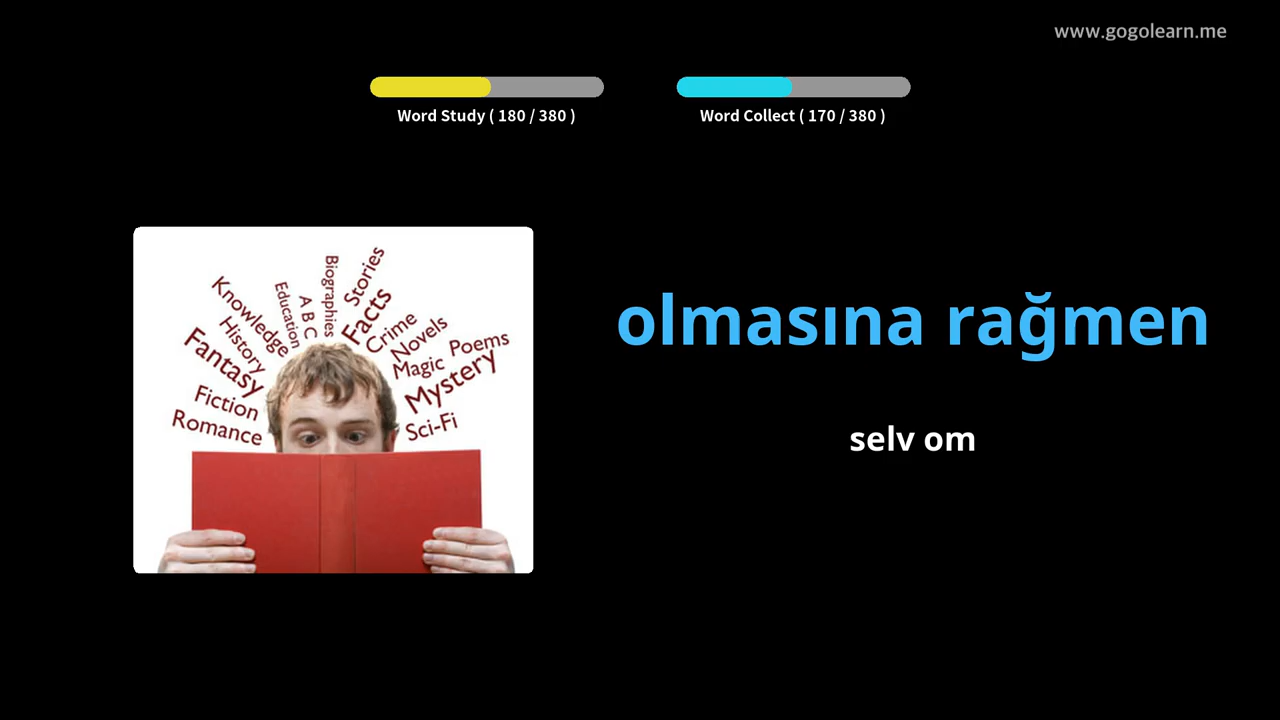 www.gogolearn.me
Word Study ( 180 / 380 )
Word Collect ( 170 / 380 )
Knowledge
History
Fantasy
Fiction
Romance
Education
A B C
Biographies
Stories
Facts
Crime
Novels
Magic
Poems
Mystery
Sci-Fi
olmasına rağmen
selv om